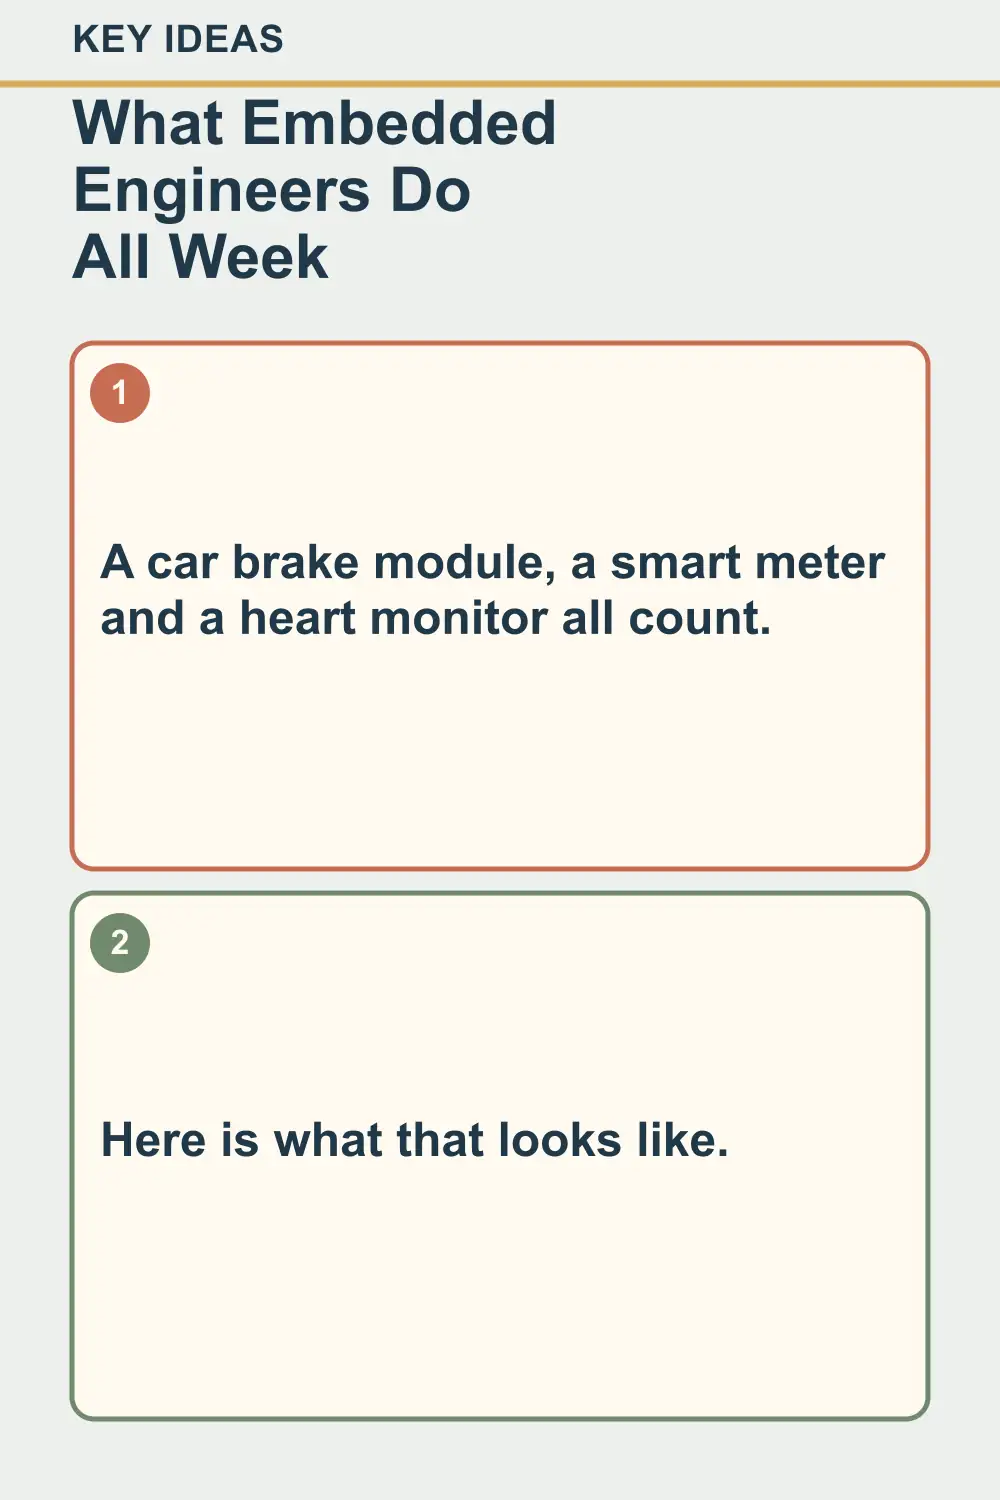 KEY IDEAS
What Embedded
Engineers Do
All Week
1
A car brake module, a smart meter
and a heart monitor all count.
2
Here is what that looks like.